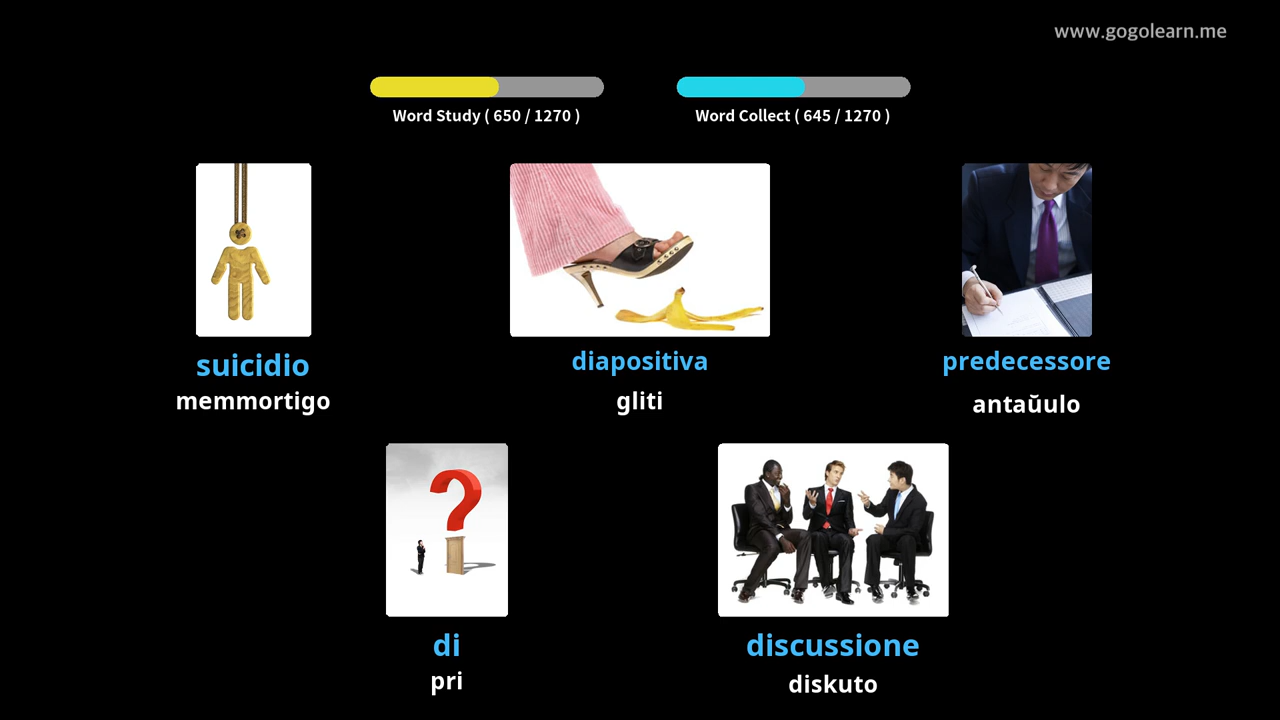 www.gogolearn.me
Word Study ( 650 / 1270 )
Word Collect ( 645 / 1270 )
suicidio
memmortigo
diapositiva
gliti
predecessore
antaŭulo
di
pri
discussione
diskuto